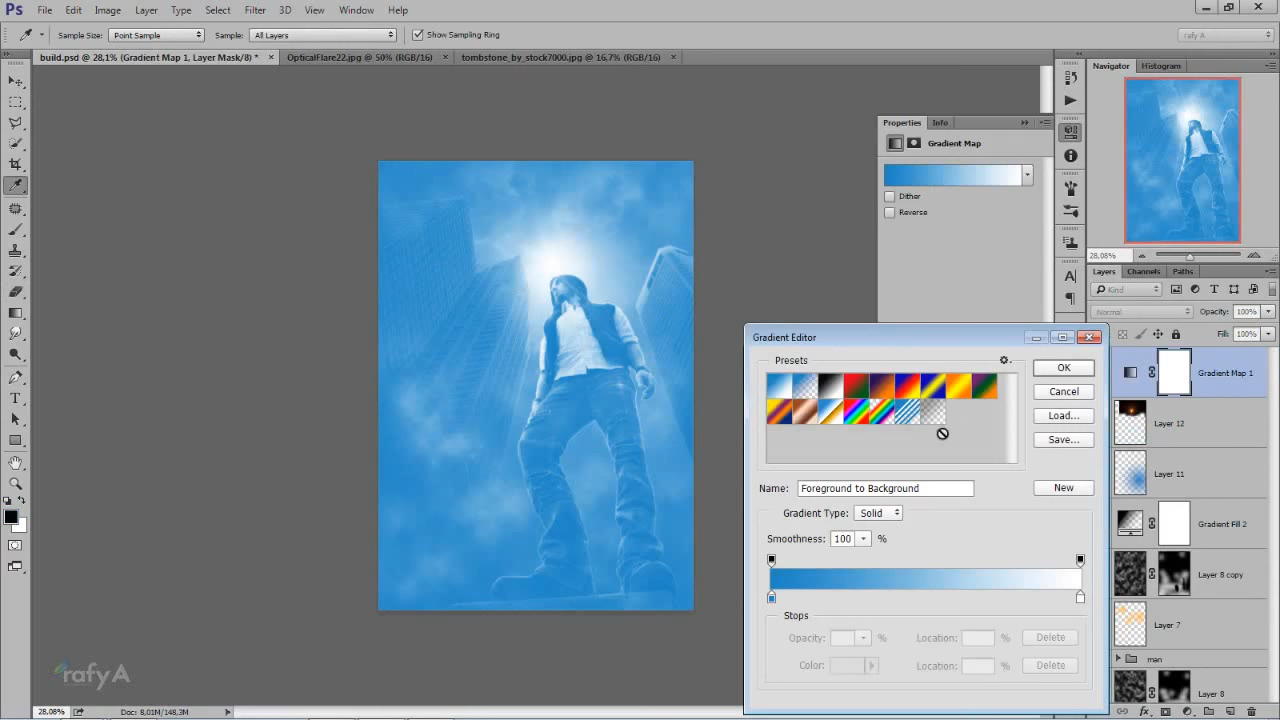 Ps File Edit Image Layer Type Select Filter 3D View Window Help
Sample Size: Point Sample Sample: All Layers Show Sampling Ring rafy A
build.psd @ 28,1% (Gradient Map 1, Layer Mask/8) * × OpticalFlare22.jpg @ 50% (RGB/16) × tombstone_by_stock7000.jpg @ 16,7% (RGB/16) ×
Navigator Histogram
Properties Info
Gradient Map
Dither
Reverse
28,08%
Layers Channels Paths
Kind
Normal Opacity: 100%
Fill: 100%
Gradient Map 1
Layer 12
Layer 11
Gradient Fill 2
Layer 8 copy
Layer 7
man
Layer 8
Gradient Editor
Presets
OK
Cancel
Load...
Save...
Name: Foreground to Background New
Gradient Type: Solid
Smoothness: 100 %
Stops
Opacity: % Location: % Delete
Color: Location: % Delete
rafy A
28,08% Doc: 8,01M/148,3M